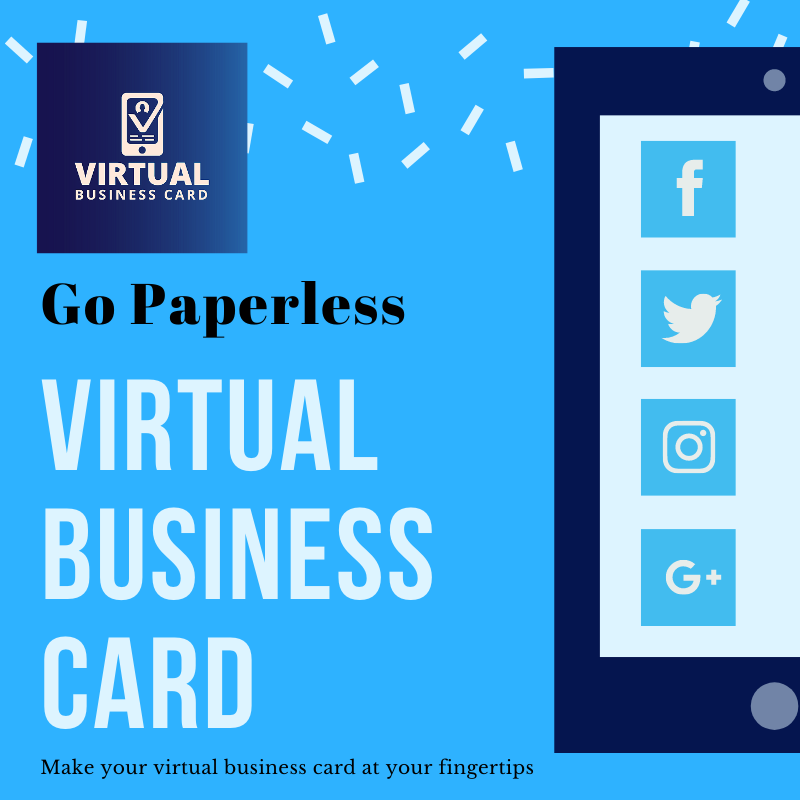 VIRTUAL
BUSINESS CARD
Go Paperless
VIRTUAL
BUSINESS
CARD
Make your virtual business card at your fingertips
f
G+